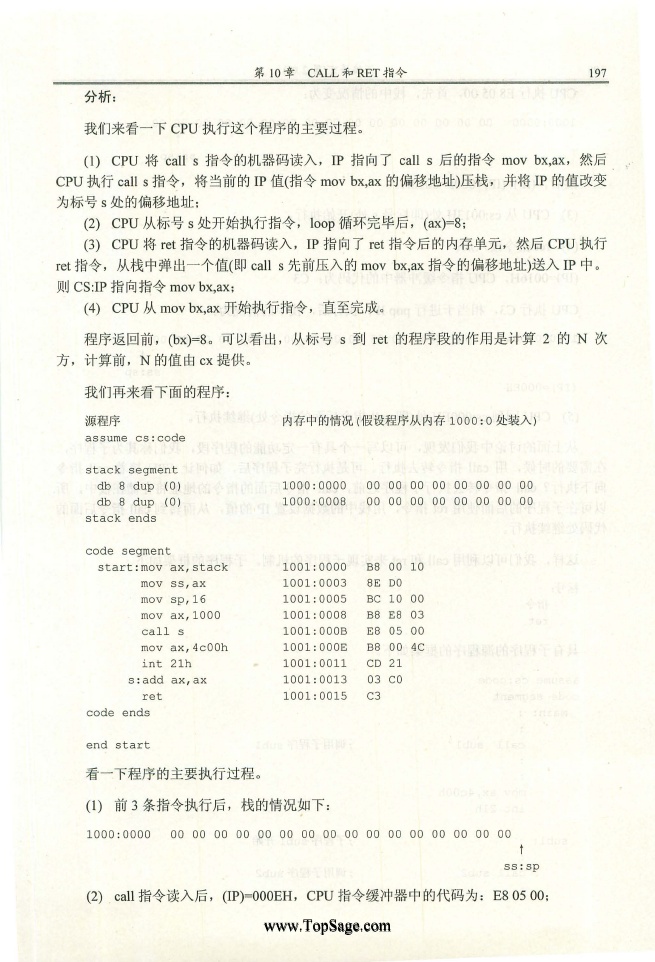 第 10 章 CALL 和 RET 指令 197
分析：
我们来看一下 CPU 执行这个程序的主要过程。
(1) CPU 将 call s 指令的机器码读入，IP 指向了 call s 后的指令 mov bx,ax，然后
CPU 执行 call s 指令，将当前的 IP 值(指令 mov bx,ax 的偏移地址)压栈，并将 IP 的值改变
为标号 s 处的偏移地址；
(2) CPU 从标号 s 处开始执行指令，loop 循环完毕后，(ax)=8；
(3) CPU 将 ret 指令的机器码读入，IP 指向了 ret 指令后的内存单元，然后 CPU 执行
ret 指令，从栈中弹出一个值(即 call s 先前压入的 mov bx,ax 指令的偏移地址)送入 IP 中。
则 CS:IP 指向指令 mov bx,ax；
(4) CPU 从 mov bx,ax 开始执行指令，直至完成。
程序返回前，(bx)=8。可以看出，从标号 s 到 ret 的程序段的作用是计算 2 的 N 次
方，计算前，N 的值由 cx 提供。
我们再来看下面的程序：
源程序 内存中的情况(假设程序从内存 1000:0 处装入)
assume cs:code
stack segment
db 8 dup (0) 1000:0000 00 00 00 00 00 00 00 00
db 8 dup (0) 1000:0008 00 00 00 00 00 00 00 00
stack ends
code segment
start:mov ax,stack 1001:0000 B8 00 10
mov ss,ax 1001:0003 8E D0
mov sp,16 1001:0005 BC 10 00
mov ax,1000 1001:0008 B8 E8 03
call s 1001:000B E8 05 00
mov ax,4c00h 1001:000E B8 00 4C
int 21h 1001:0011 CD 21
s:add ax,ax 1001:0013 03 C0
ret 1001:0015 C3
code ends
end start
看一下程序的主要执行过程。
(1) 前 3 条指令执行后，栈的情况如下：
1000:0000 00 00 00 00 00 00 00 00 00 00 00 00 00 00 00 00
↑
ss:sp
(2) call 指令读入后，(IP)=000EH，CPU 指令缓冲器中的代码为：E8 05 00；
www.TopSage.com